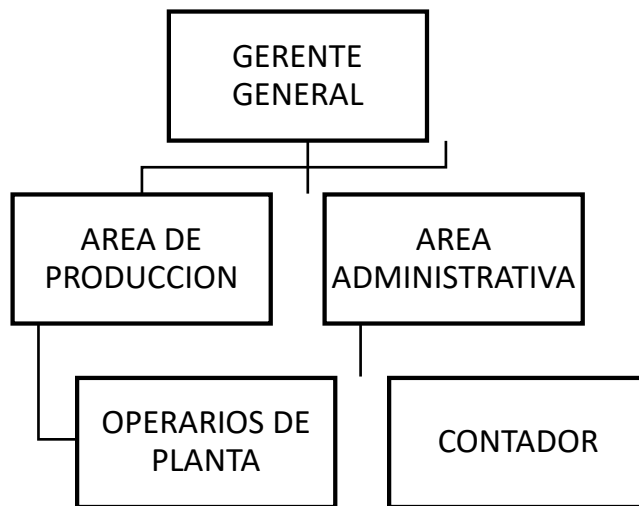 GERENTE
GENERAL
AREA DE
PRODUCCION
AREA
ADMINISTRATIVA
OPERARIOS DE
PLANTA
CONTADOR